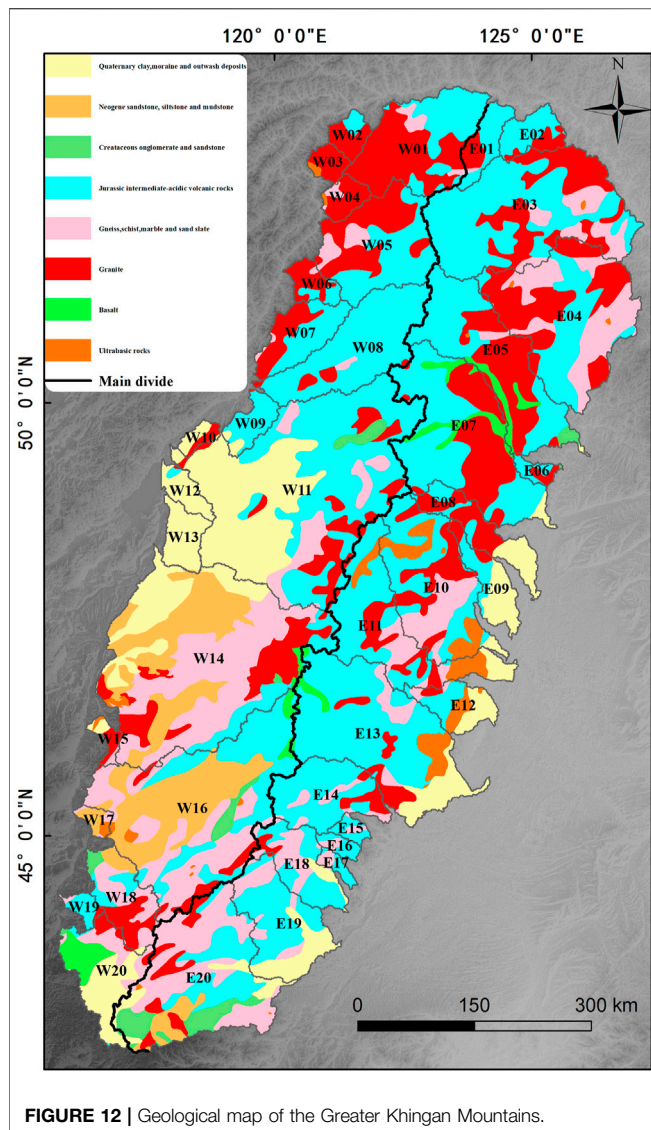 120° 0'0"E
125° 0'0"E
N
Quaternary clay,moraine and outwash deposits
Neogene sandstone, siltstone and mudstone
Creataceous onglomerate and sandstone
Jurassic intermediate-acidic volcanic rocks
Gneiss,schist,marble and sand slate
Granite
Basalt
Ultrabasic rocks
Main divide
50° 0'0"N
45° 0'0"N
W02
W01
E01
E02
W03
W04
E03
W05
W06
E04
W07
W08
E05
W09
W10
E07
E06
W12
W11
E08
W13
E09
E10
W14
E11
E12
W15
E13
W16
E14
W17
E15
E16
E17
E18
W18
W19
E19
W20
E20
0 150 300 km
FIGURE 12 | Geological map of the Greater Khingan Mountains.